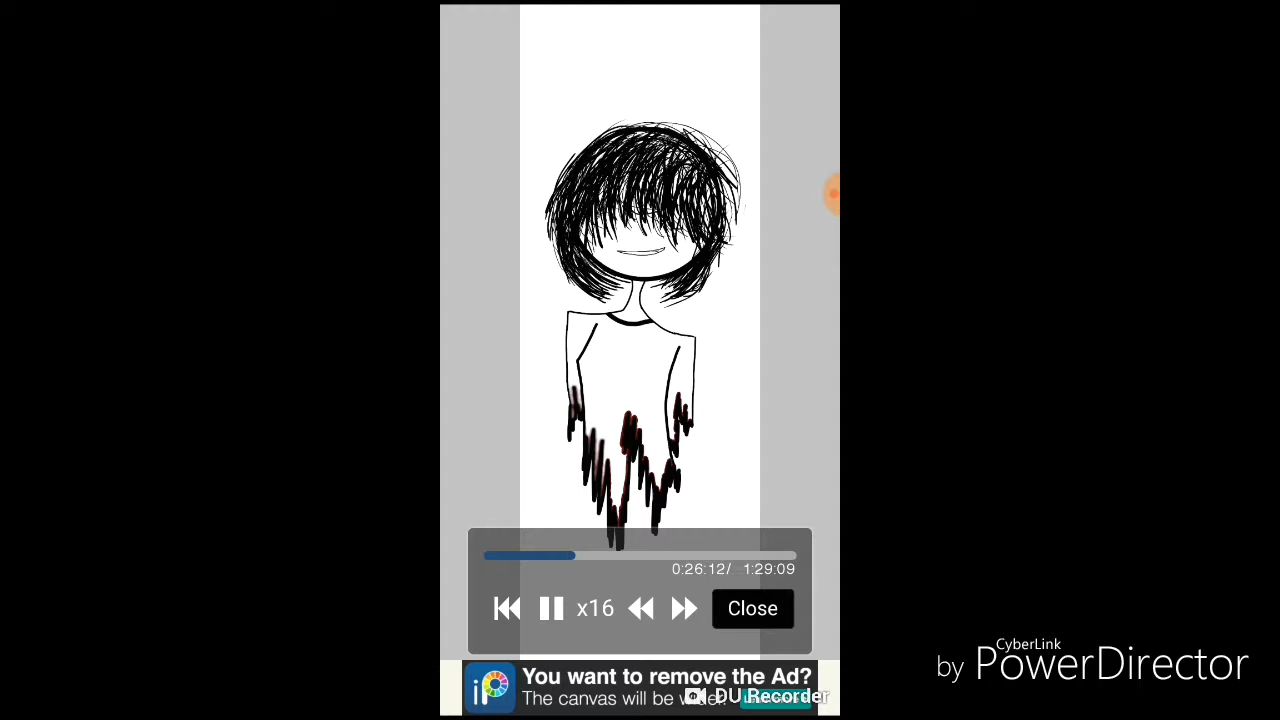 0:26:12/ 1:29:09
x16
Close
You want to remove the Ad?
The canvas will be
DU Recorder
CyberLink
by PowerDirector